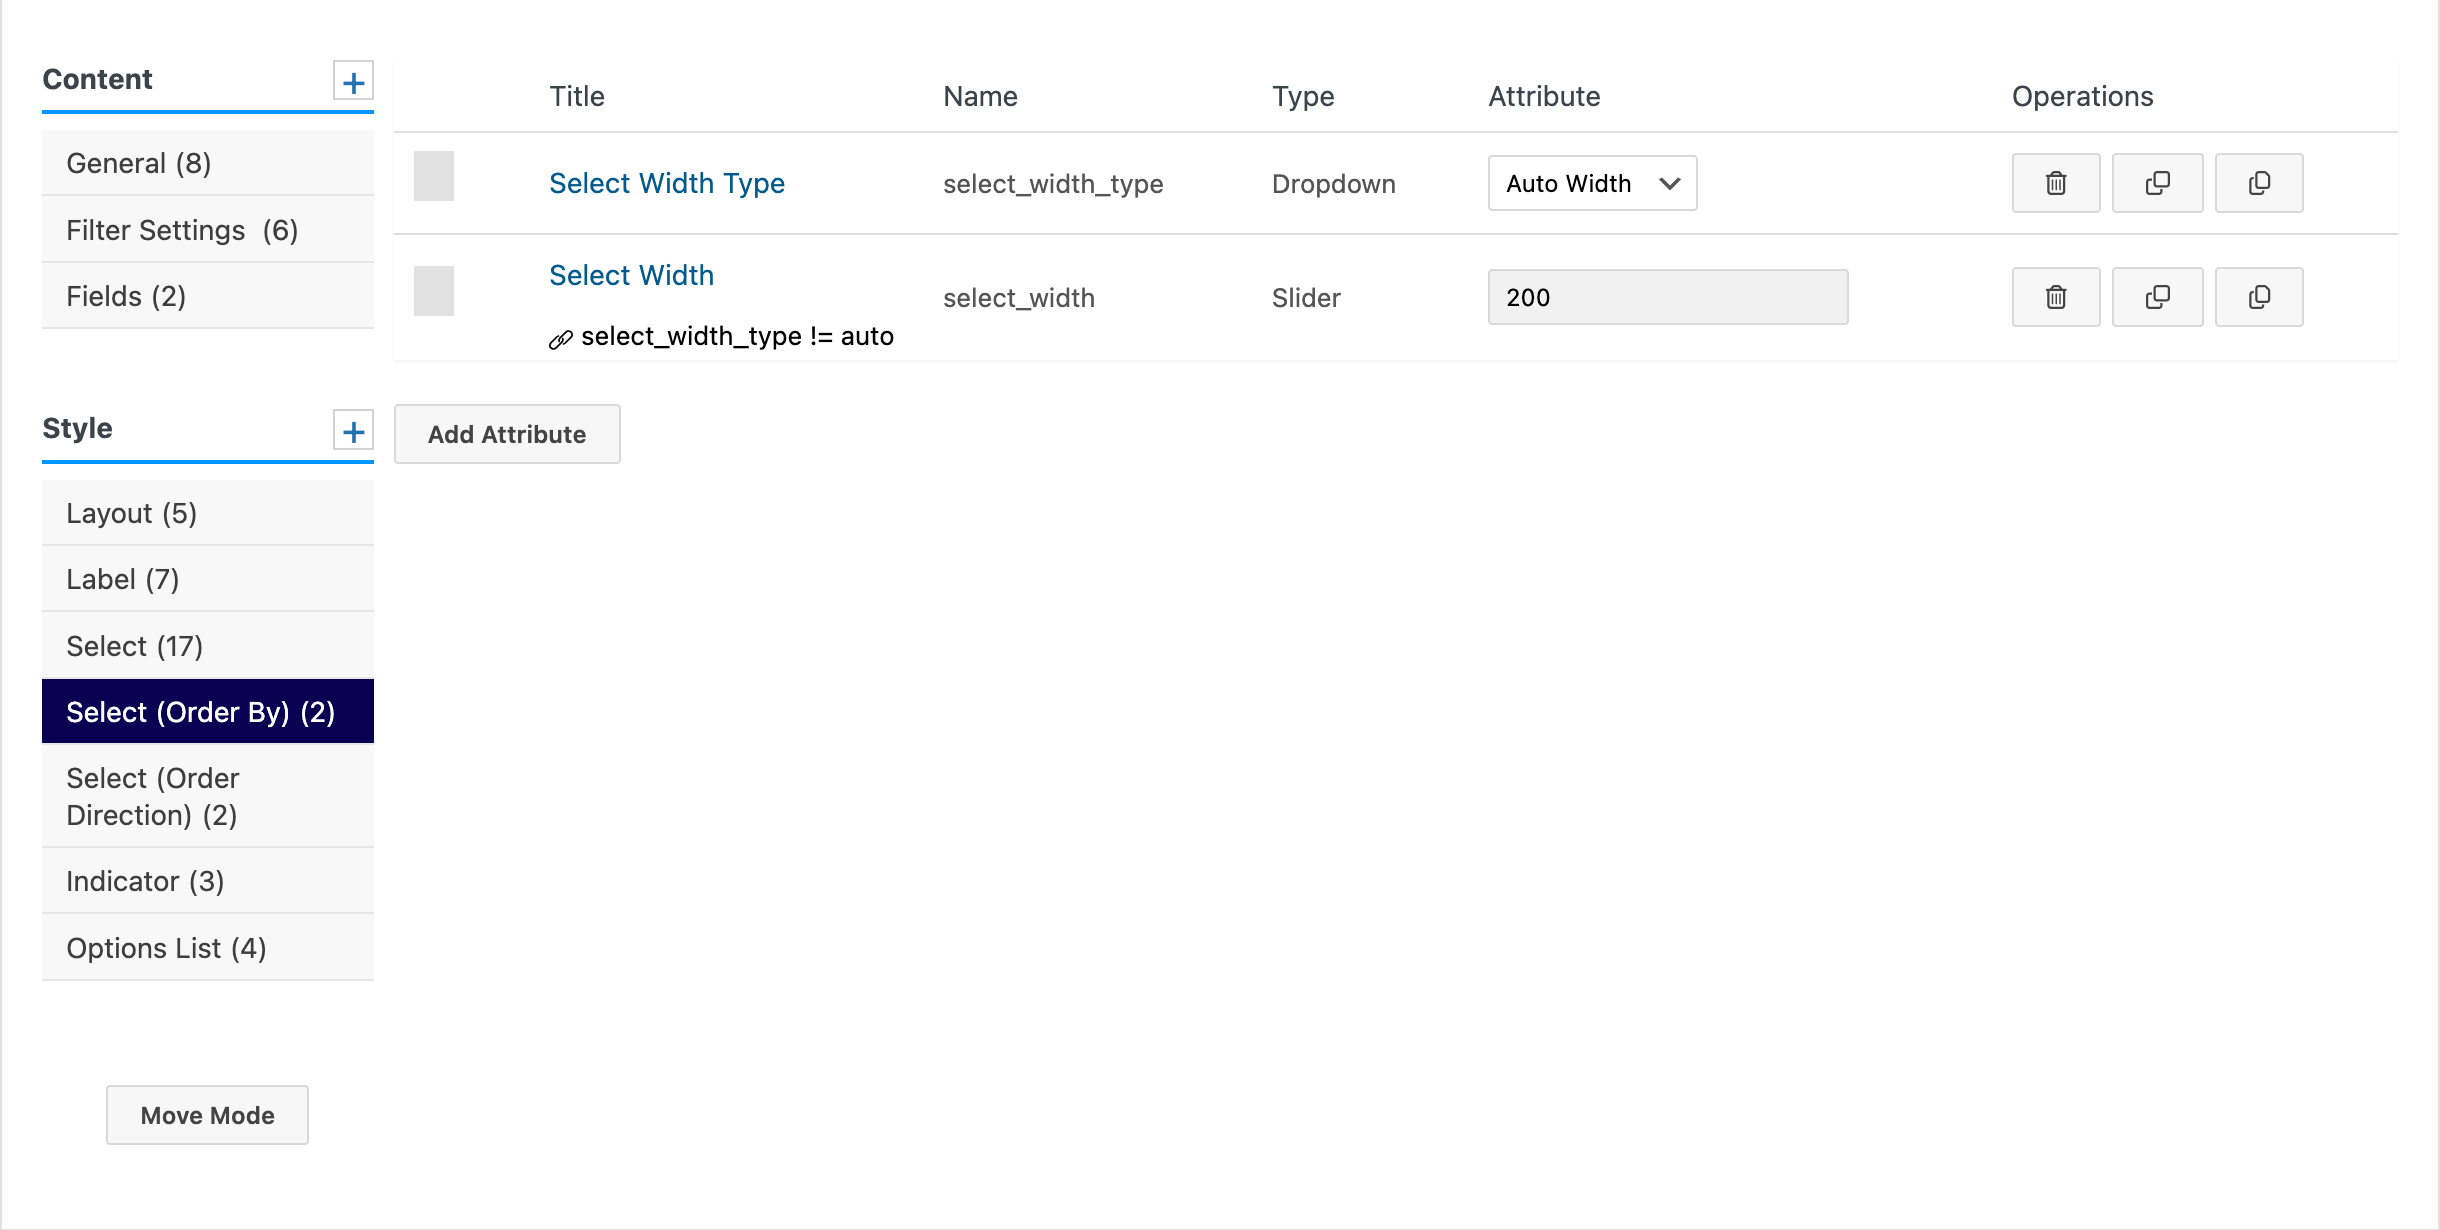 Content
General (8)
Filter Settings (6)
Fields (2)
Style
Layout (5)
Label (7)
Select (17)
Select (Order By) (2)
Select (Order
Direction) (2)
Indicator (3)
Options List (4)
Move Mode
Title Name Type Attribute Operations
Select Width Type select_width_type Dropdown Auto Width
Select Width select_width Slider 200
select_width_type != auto
Add Attribute